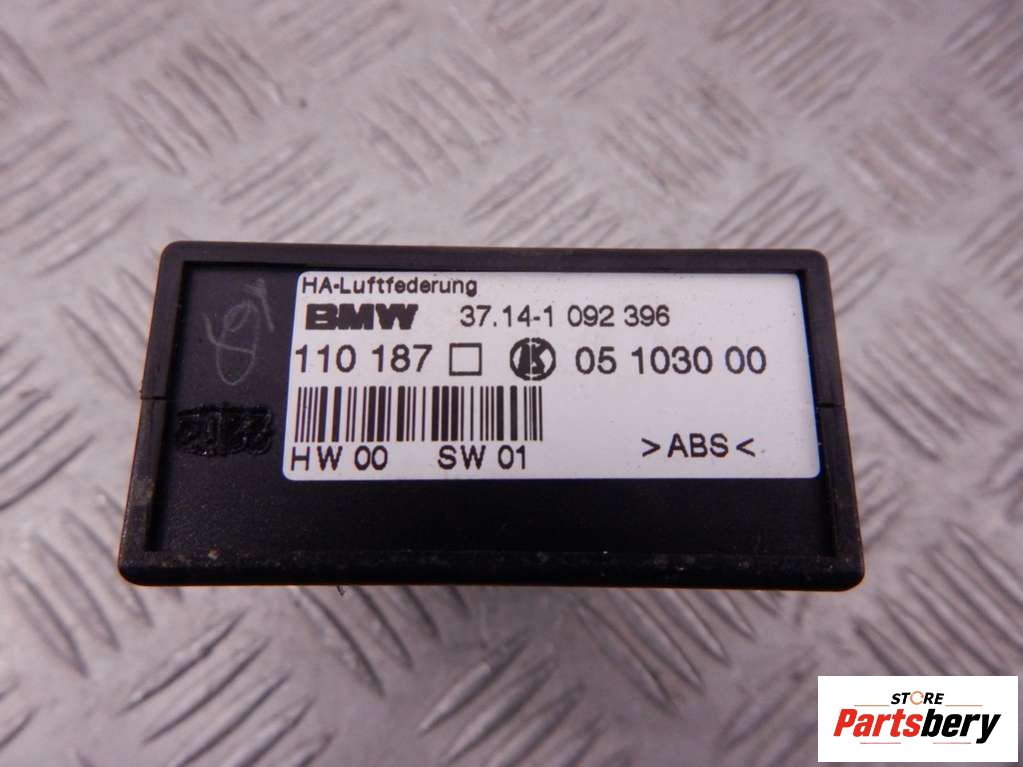 HA-Luftfederung
BMW 37.14-1 092 396
110 187 05 1030 00
HW 00 SW 01
>ABS<
STORE
Partsbery